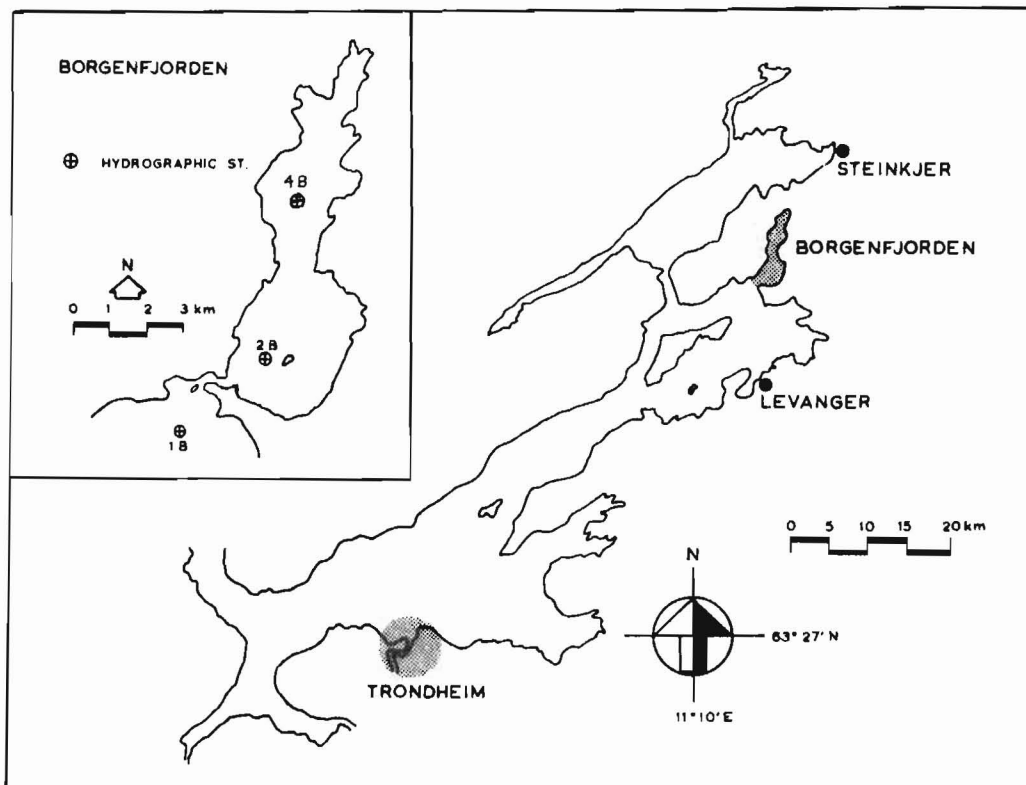 BORGENFJORDEN
HYDROGRAPHIC ST.
4B
N
0 1 2 3 km
2B
1B
STEINKJER
BORGENFJORDEN
LEVANGER
0 5 10 15 20 km
N
63° 27' N
TRONDHEIM
11° 10' E